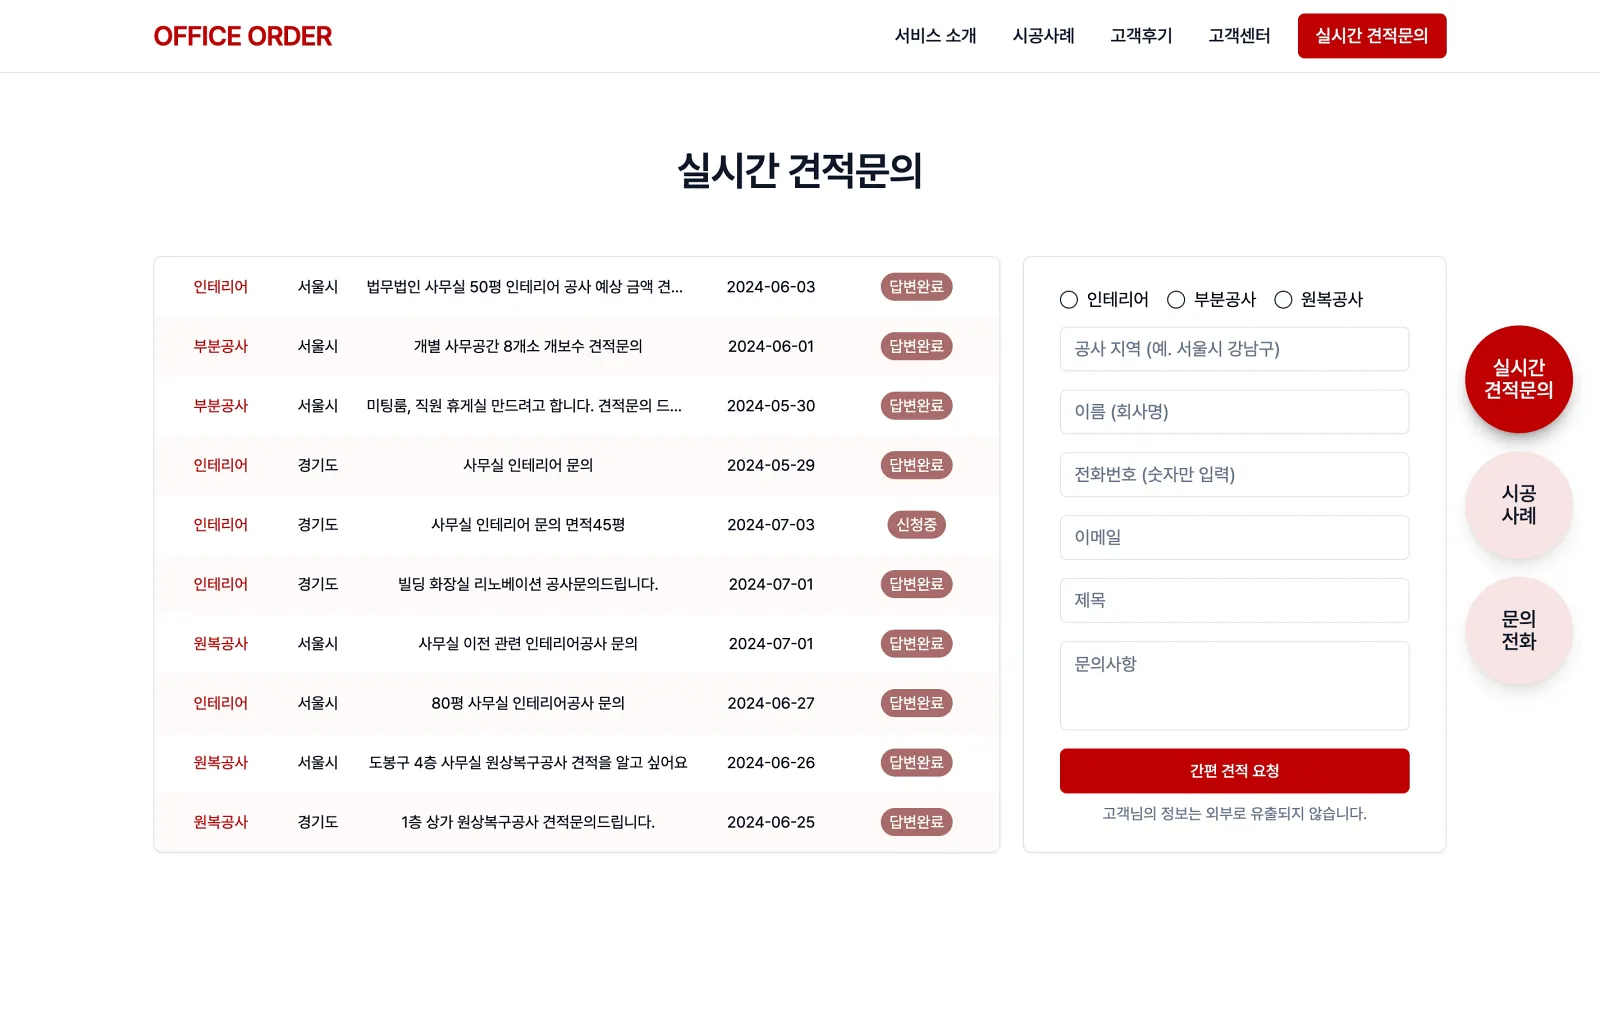 OFFICE ORDER
서비스 소개
시공사례
고객후기
고객센터
실시간 견적문의
실시간 견적문의
인테리어 서울시 법무법인 사무실 50평 인테리어 공사 예상 금액 견... 2024-06-03 답변완료
부분공사 서울시 개별 사무공간 8개소 개보수 견적문의 2024-06-01 답변완료
부분공사 서울시 미팅룸, 직원 휴게실 만드려고 합니다. 견적문의 드... 2024-05-30 답변완료
인테리어 경기도 사무실 인테리어 문의 2024-05-29 답변완료
인테리어 경기도 사무실 인테리어 문의 면적45평 2024-07-03 신청중
인테리어 경기도 빌딩 화장실 리노베이션 공사문의드립니다. 2024-07-01 답변완료
원복공사 서울시 사무실 이전 관련 인테리어공사 문의 2024-07-01 답변완료
인테리어 서울시 80평 사무실 인테리어공사 문의 2024-06-27 답변완료
원복공사 서울시 도봉구 4층 사무실 원상복구공사 견적을 알고 싶어요 2024-06-26 답변완료
원복공사 경기도 1층 상가 원상복구공사 견적문의드립니다. 2024-06-25 답변완료
인테리어 부분공사 원복공사
공사 지역 (예. 서울시 강남구)
이름 (회사명)
전화번호 (숫자만 입력)
이메일
제목
문의사항
간편 견적 요청
고객님의 정보는 외부로 유출되지 않습니다.
실시간
견적문의
시공
사례
문의
전화